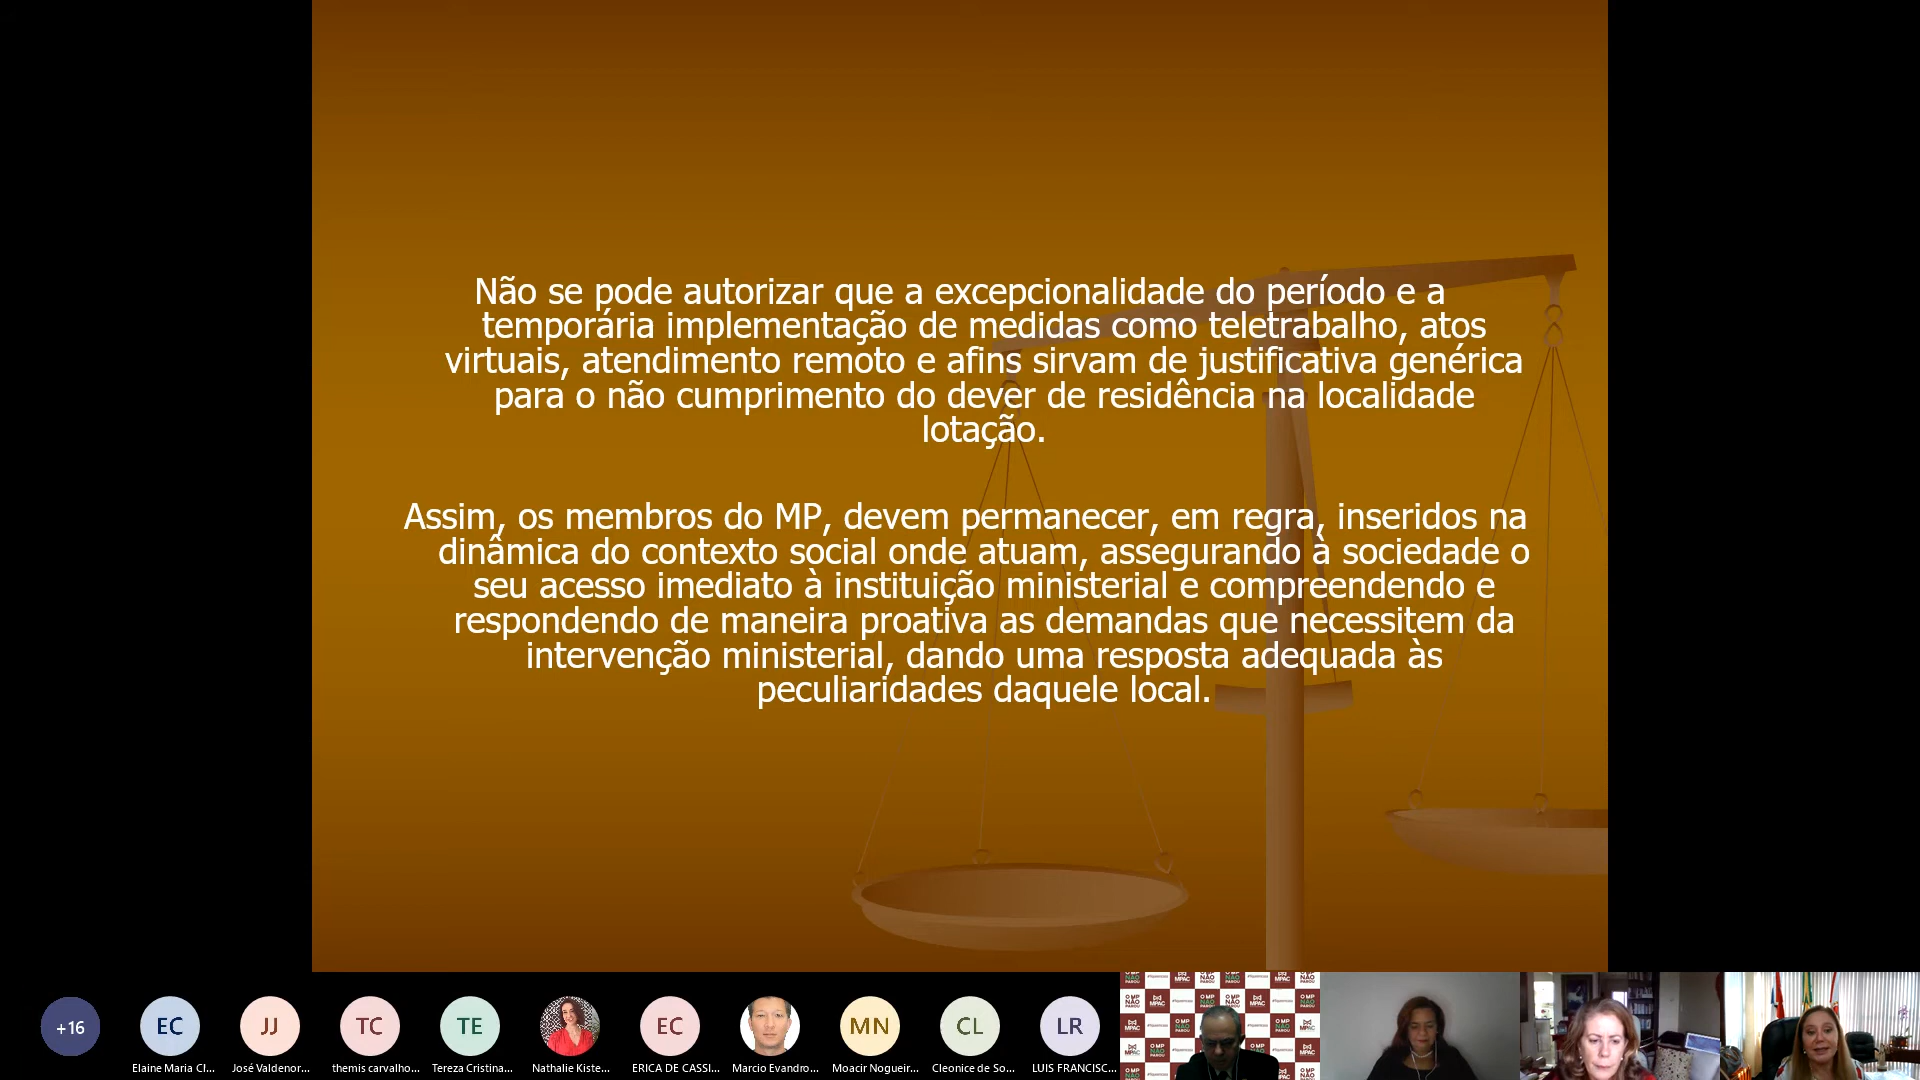 Não se pode autorizar que a excepcionalidade do período e a
temporária implementação de medidas como teletrabalho, atos
virtuais, atendimento remoto e afins sirvam de justificativa genérica
para o não cumprimento do dever de residência na localidade
lotação.
Assim, os membros do MP, devem permanecer, em regra, inseridos na
dinâmica do contexto social onde atuam, assegurando à sociedade o
seu acesso imediato à instituição ministerial e compreendendo e
respondendo de maneira proativa as demandas que necessitem da
intervenção ministerial, dando uma resposta adequada às
peculiaridades daquele local.
+16
EC
JJ
TC
TE
EC
MN
CL
LR
Elaine Maria Cl...
José Valdenor...
themis carvalho...
Tereza Cristina...
Nathalie Kiste...
ERICA DE CASSI...
Marcio Evandro...
Moacir Nogueir...
Cleonice de So...
LUIS FRANCISC...
O MP
NÃO
PAROU
MPAC